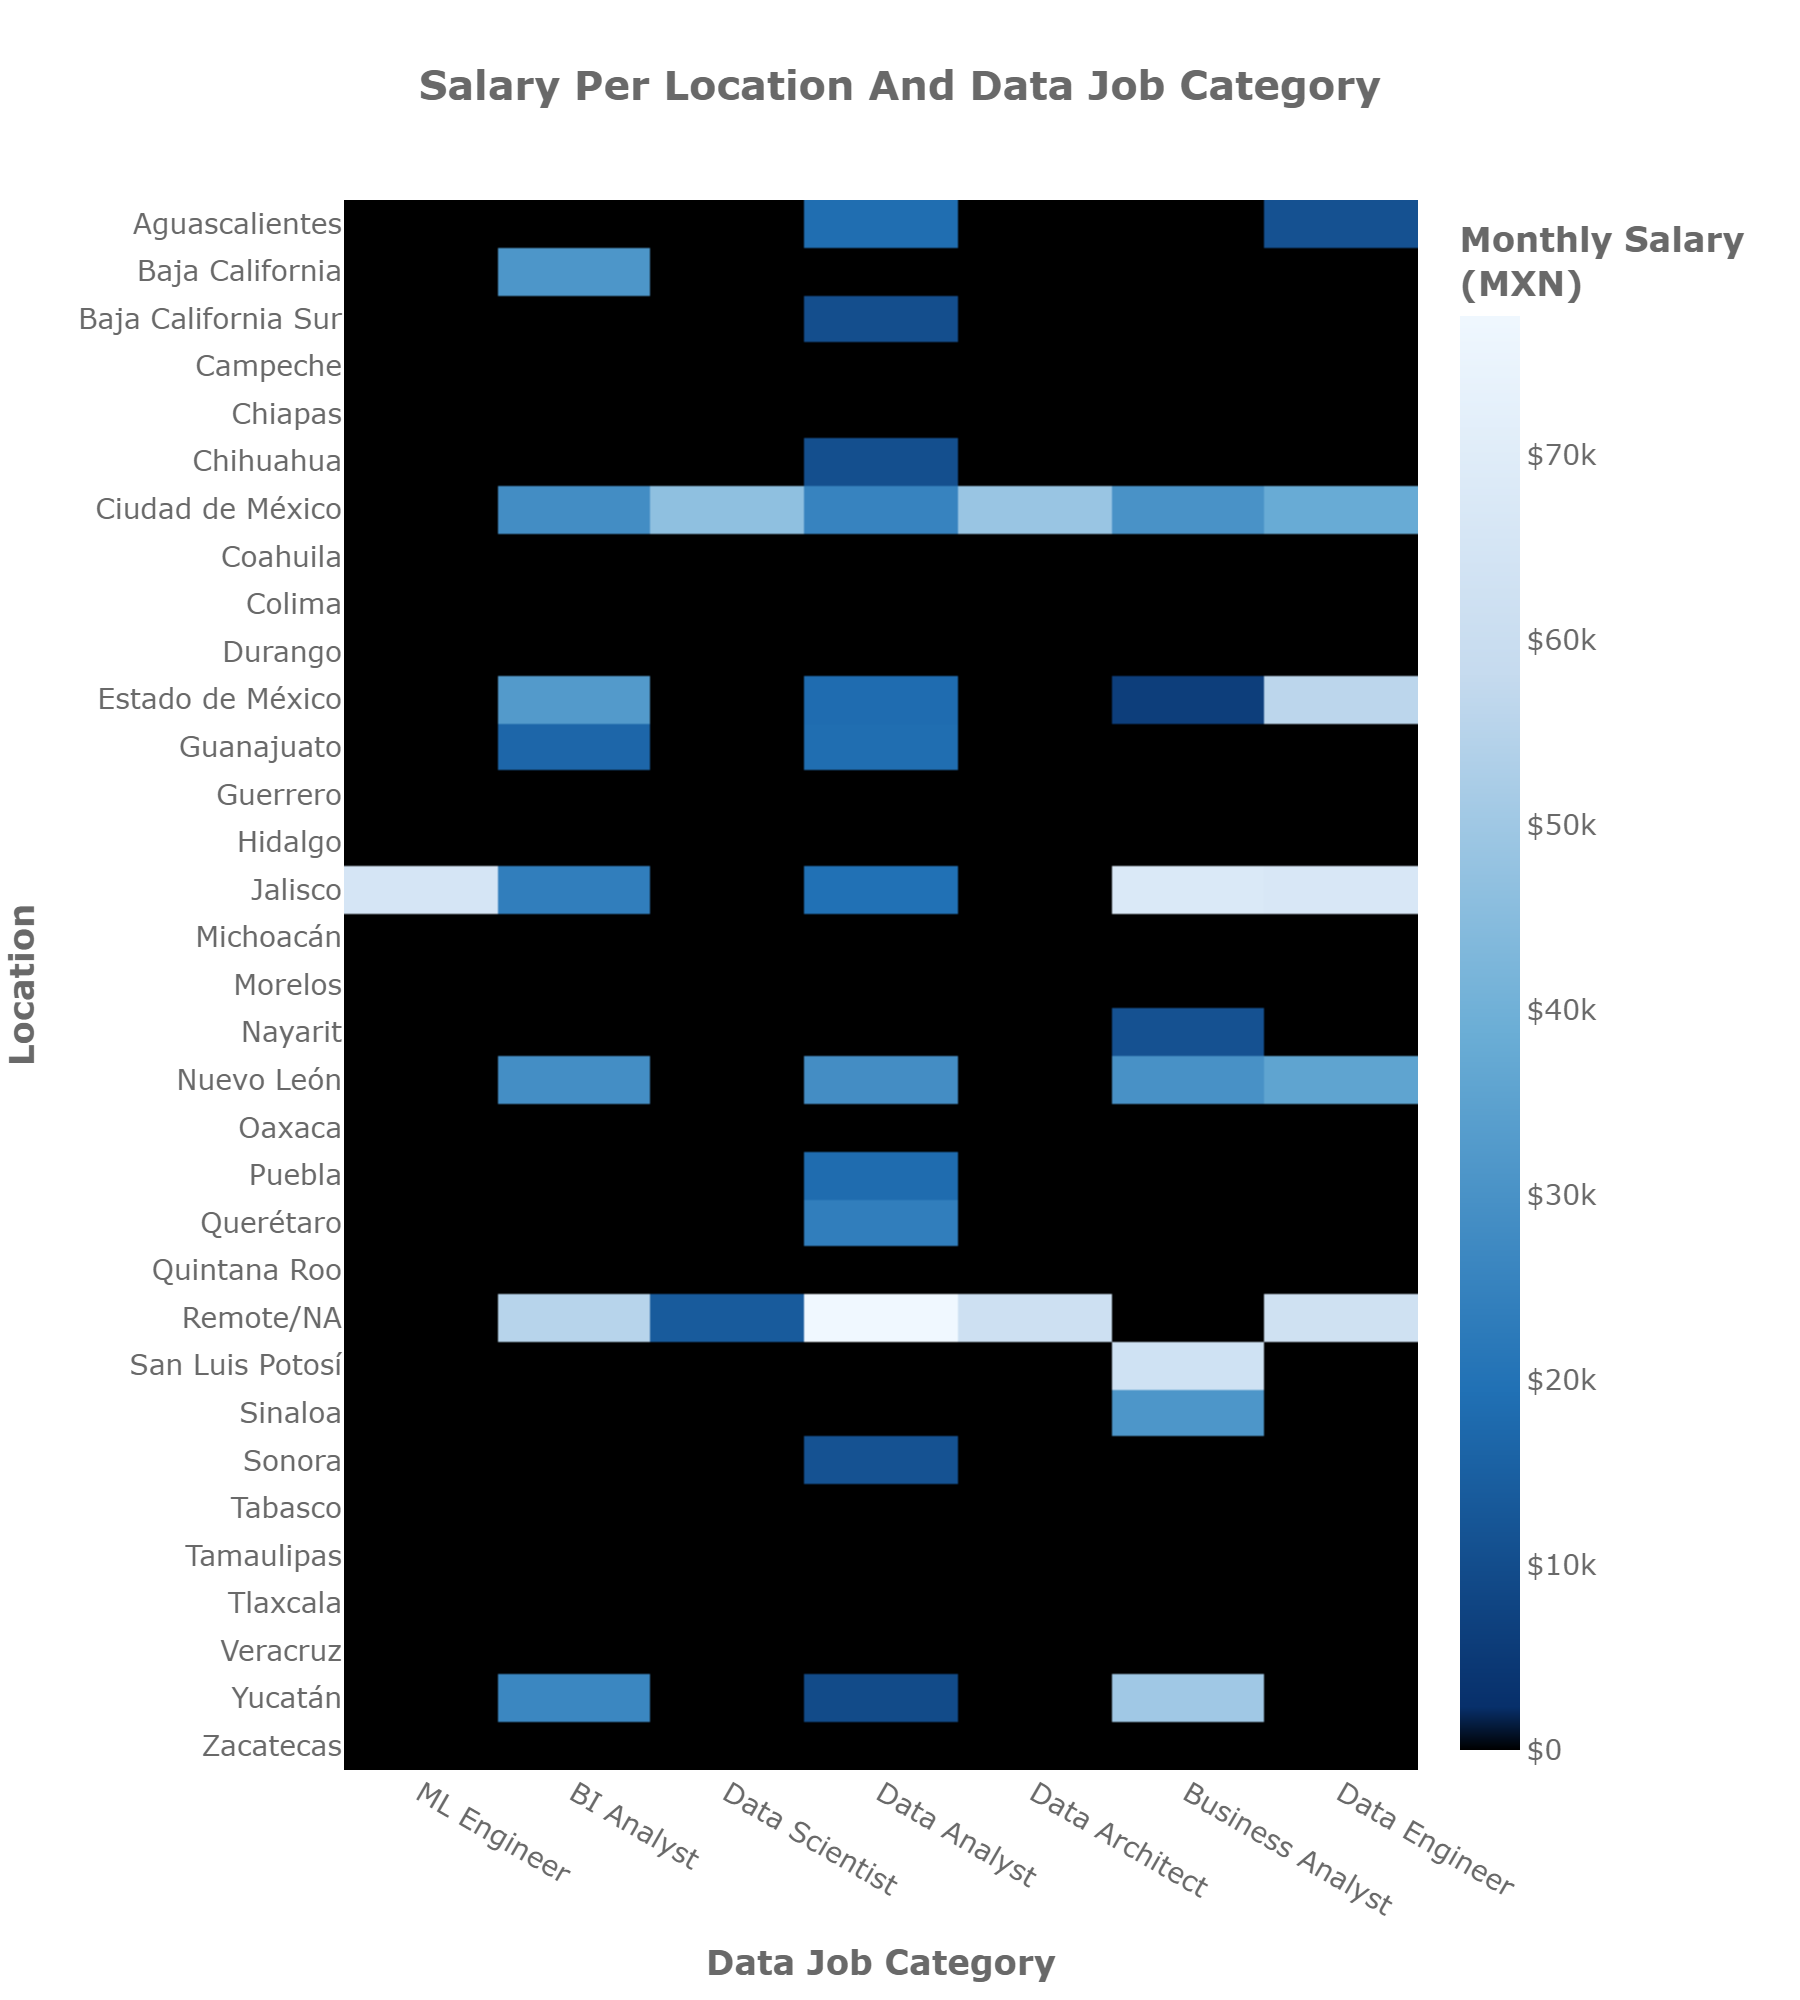 Salary Per Location And Data Job Category
Aguascalientes
Baja California
Baja California Sur
Campeche
Chiapas
Chihuahua
Ciudad de México
Coahuila
Colima
Durango
Estado de México
Guanajuato
Guerrero
Hidalgo
Jalisco
Michoacán
Morelos
Nayarit
Nuevo León
Oaxaca
Puebla
Querétaro
Quintana Roo
Remote/NA
San Luis Potosí
Sinaloa
Sonora
Tabasco
Tamaulipas
Tlaxcala
Veracruz
Yucatán
Zacatecas
Location
ML Engineer
BI Analyst
Data Scientist
Data Analyst
Data Architect
Business Analyst
Data Engineer
Data Job Category
Monthly Salary
(MXN)
$70k
$60k
$50k
$40k
$30k
$20k
$10k
$0